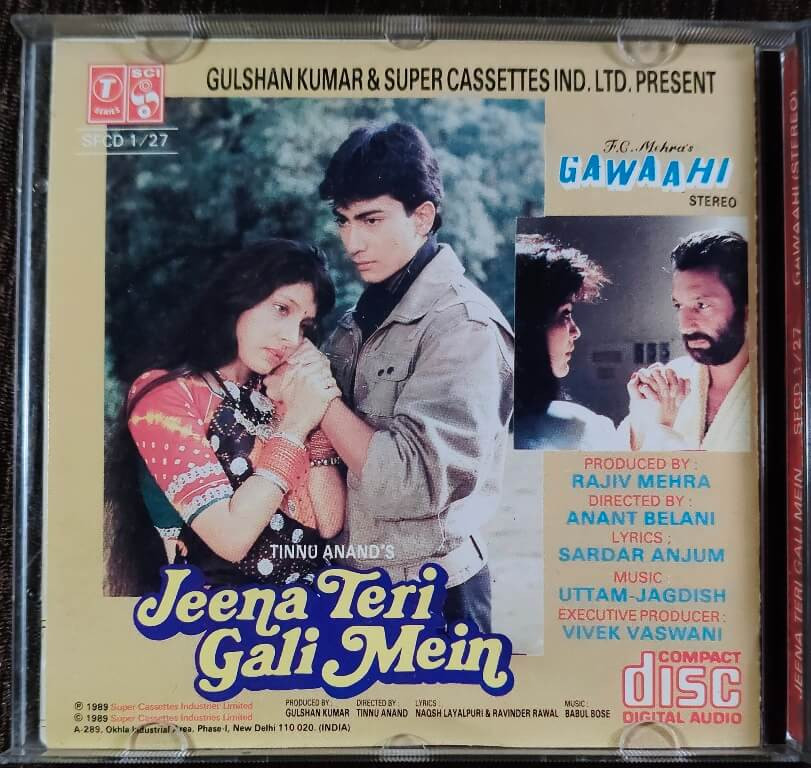 T
SERIES
SCI
SFCD 1/27
GULSHAN KUMAR & SUPER CASSETTES IND. LTD. PRESENT
F.C. Mehra's
GAWAAHI
STEREO
PRODUCED BY :
RAJIV MEHRA
DIRECTED BY :
ANANT BELANI
LYRICS :
SARDAR ANJUM
MUSIC :
UTTAM-JAGDISH
EXECUTIVE PRODUCER :
VIVEK VASWANI
TINNU ANAND'S
Jeena Teri
Gali Mein
COMPACT
disc
DIGITAL AUDIO
℗ 1989 Super Cassettes Industries Limited
© 1989 Super Cassettes Industries Limited
A-289, Okhla Industrial Area, Phase-I, New Delhi 110 020. (INDIA)
PRODUCED BY :
GULSHAN KUMAR
DIRECTED BY :
TINNU ANAND
LYRICS :
NAQSH LAYALPURI & RAVINDER RAWAL
MUSIC :
BABUL BOSE
JEENA TERI GALI MEIN SFCD 1/27 GAWAAHI (STEREO)